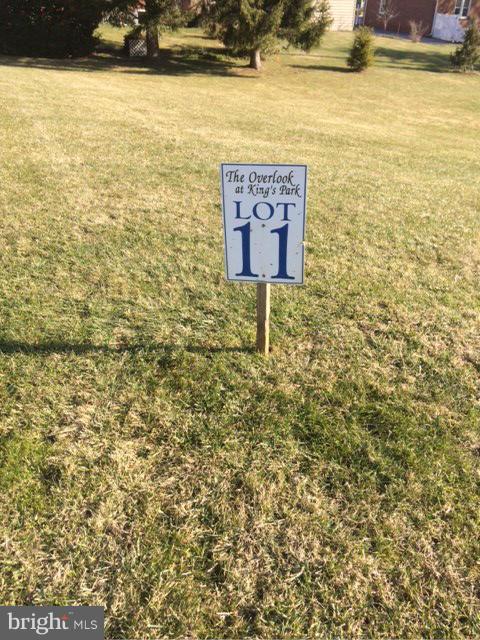 The Overlook
at King's Park
LOT
11
bright MLS